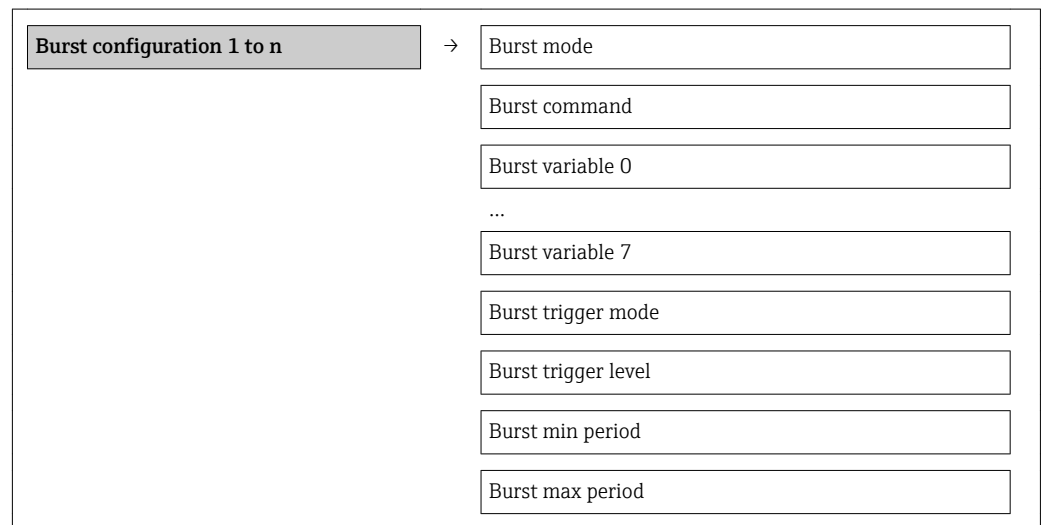 Burst configuration 1 to n → Burst mode
Burst command
Burst variable 0
...
Burst variable 7
Burst trigger mode
Burst trigger level
Burst min period
Burst max period